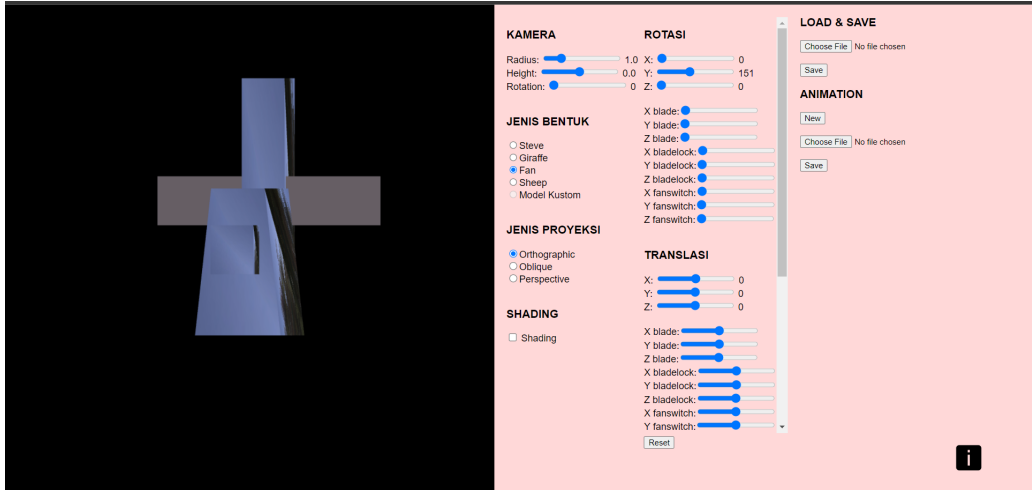 KAMERA
Radius: 1.0
Height: 0.0
Rotation: 0
JENIS BENTUK
Steve
Giraffe
Fan
Sheep
Model Kustom
JENIS PROYEKSI
Orthographic
Oblique
Perspective
SHADING
Shading
ROTASI
X: 0
Y: 151
Z: 0
X blade:
Y blade:
Z blade:
X bladelock:
Y bladelock:
Z bladelock:
X fanswitch:
Y fanswitch:
Z fanswitch:
TRANSLASI
X: 0
Y: 0
Z: 0
X blade:
Y blade:
Z blade:
X bladelock:
Y bladelock:
Z bladelock:
X fanswitch:
Y fanswitch:
Reset
LOAD & SAVE
Choose File No file chosen
Save
ANIMATION
New
Choose File No file chosen
Save
i